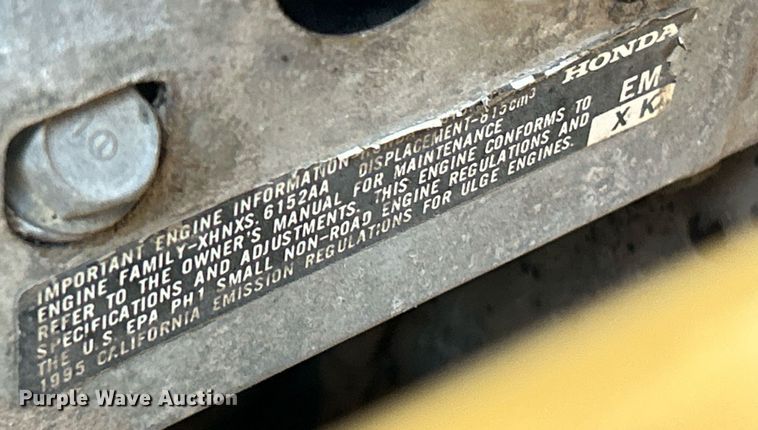 10
IMPORTANT ENGINE INFORMATION
HONDA
ENGINE FAMILY-XHNXS.6152AA DISPLACEMENT-615cm³
EM
REFER TO THE OWNER'S MANUAL FOR MAINTENANCE
X K
SPECIFICATIONS AND ADJUSTMENTS. THIS ENGINE CONFORMS TO
THE U.S. EPA PH1 SMALL NON-ROAD ENGINE REGULATIONS AND
1995 CALIFORNIA EMISSION REGULATIONS FOR ULGE ENGINES.
Purple Wave Auction